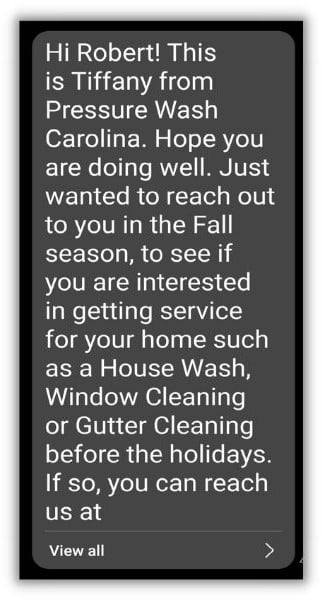 Hi Robert! This
is Tiffany from
Pressure Wash
Carolina. Hope you
are doing well. Just
wanted to reach out
to you in the Fall
season, to see if
you are interested
in getting service
for your home such
as a House Wash,
Window Cleaning
or Gutter Cleaning
before the holidays.
If so, you can reach
us at
View all